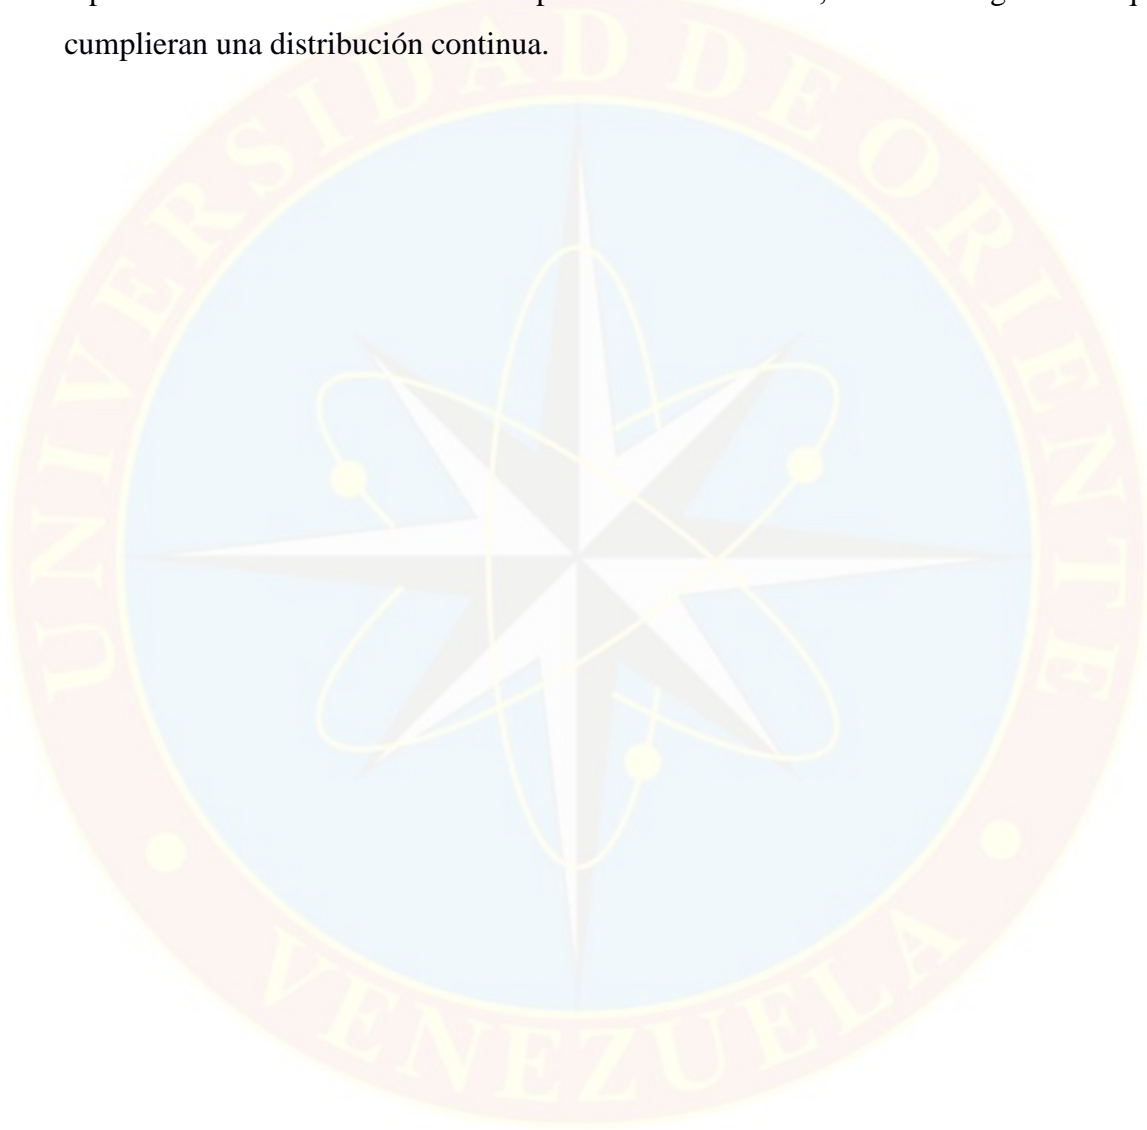 cumplieran una distribución continua.
UNIVERSIDAD DE ORIENTE
VENEZUELA